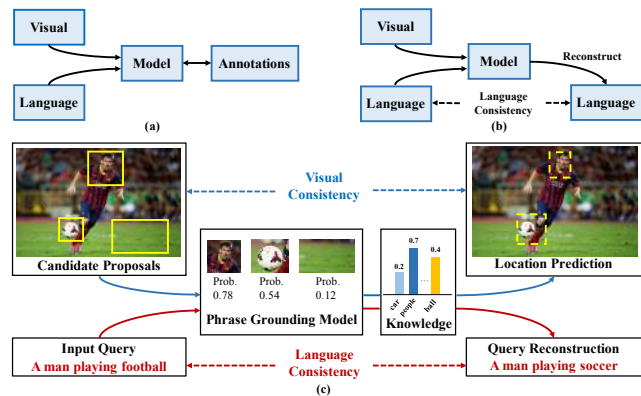 Visual
Model
Annotations
Language
(a)
Visual
Model
Reconstruct
Language
Language
Consistency
Language
(b)
Visual
Consistency
Candidate Proposals
Location Prediction
Prob.
0.78
Prob.
0.54
Prob.
0.12
Phrase Grounding Model
0.2
0.7
...
0.4
car
people
ball
Knowledge
Input Query
A man playing football
Language
Consistency
Query Reconstruction
A man playing soccer
(c)